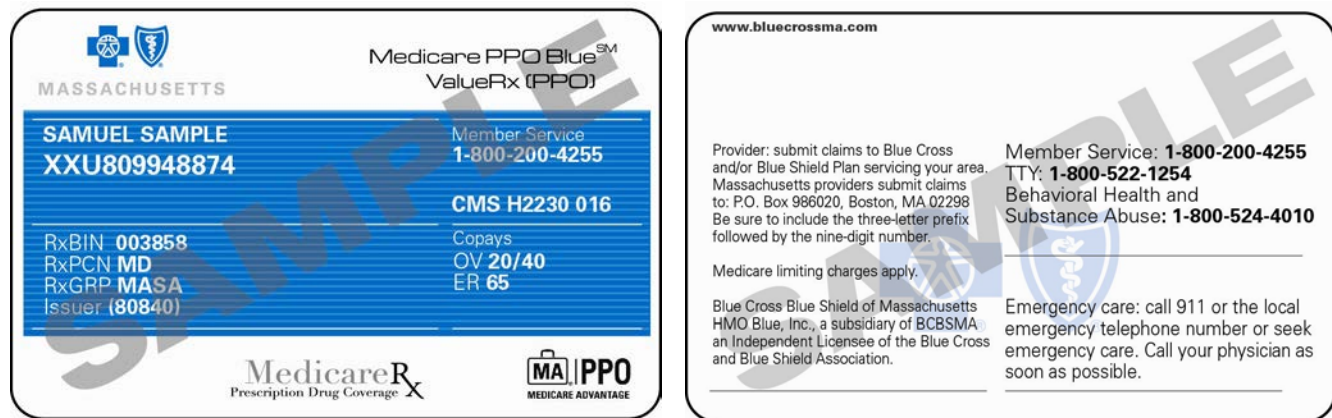 MASSACHUSETTS
Medicare PPO Blue SM
ValueRx (PPO)
SAMUEL SAMPLE
XXU809948874
Member Service
1-800-200-4255
CMS H2230 016
RxBIN 003858
RxPCN MD
RxGRP MASA
Issuer (80840)
Copays
OV 20/40
ER 65
MedicareRx
Prescription Drug Coverage
MA PPO
MEDICARE ADVANTAGE
SAMPLE
www.bluecrossma.com
Provider: submit claims to Blue Cross
and/or Blue Shield Plan servicing your area.
Massachusetts providers submit claims
to: P.O. Box 986020, Boston, MA 02298
Be sure to include the three-letter prefix
followed by the nine-digit number.
Medicare limiting charges apply.
Blue Cross Blue Shield of Massachusetts
HMO Blue, Inc., a subsidiary of BCBSMA
an Independent Licensee of the Blue Cross
and Blue Shield Association.
Member Service: 1-800-200-4255
TTY: 1-800-522-1254
Behavioral Health and
Substance Abuse: 1-800-524-4010
Emergency care: call 911 or the local
emergency telephone number or seek
emergency care. Call your physician as
soon as possible.
SAMPLE